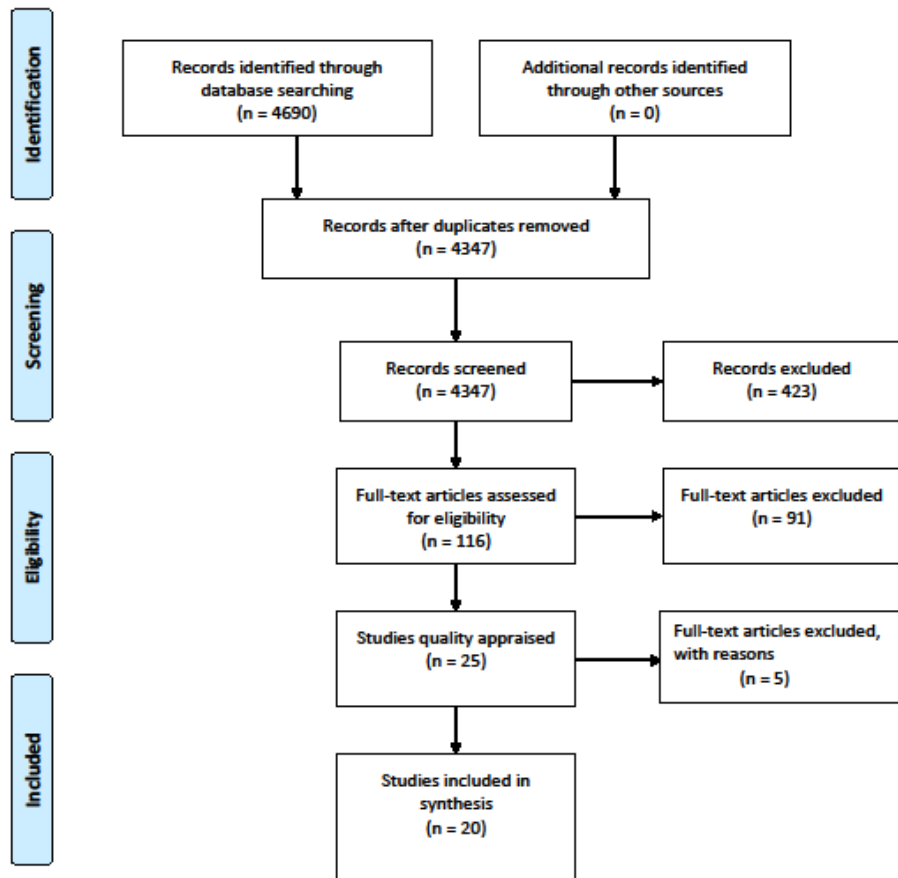 Identification
Records identified through
database searching
(n = 4690)
Additional records identified
through other sources
(n = 0)
Records after duplicates removed
(n = 4347)
Screening
Records screened
(n = 4347)
Records excluded
(n = 423)
Eligibility
Full-text articles assessed
for eligibility
(n = 116)
Full-text articles excluded
(n = 91)
Studies quality appraised
(n = 25)
Full-text articles excluded,
with reasons
(n = 5)
Included
Studies included in
synthesis
(n = 20)